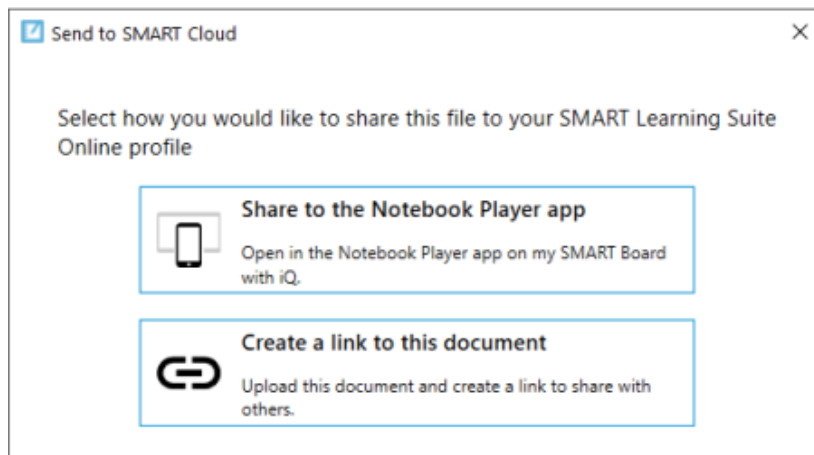 Send to SMART Cloud
Select how you would like to share this file to your SMART Learning Suite
Online profile
Share to the Notebook Player app
Open in the Notebook Player app on my SMART Board
with iQ.
Create a link to this document
Upload this document and create a link to share with
others.